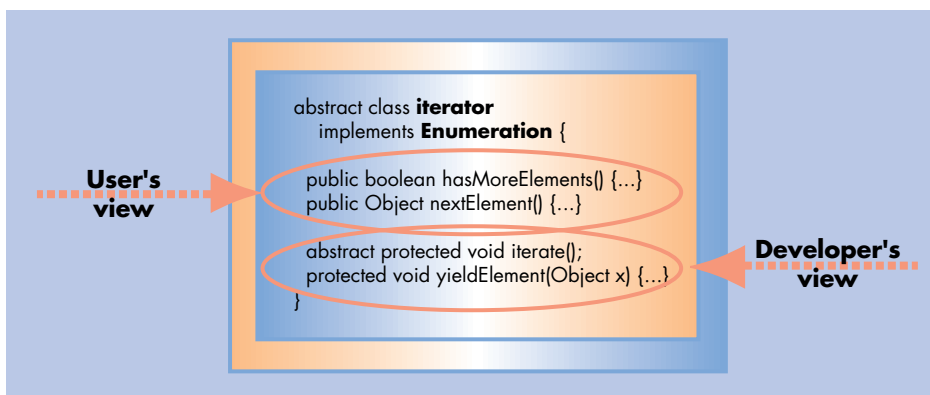 abstract class iterator
implements Enumeration {
User's
view
public boolean hasMoreElements() {...}
public Object nextElement() {...}
abstract protected void iterate();
protected void yieldElement(Object x) {...}
}
Developer's
view